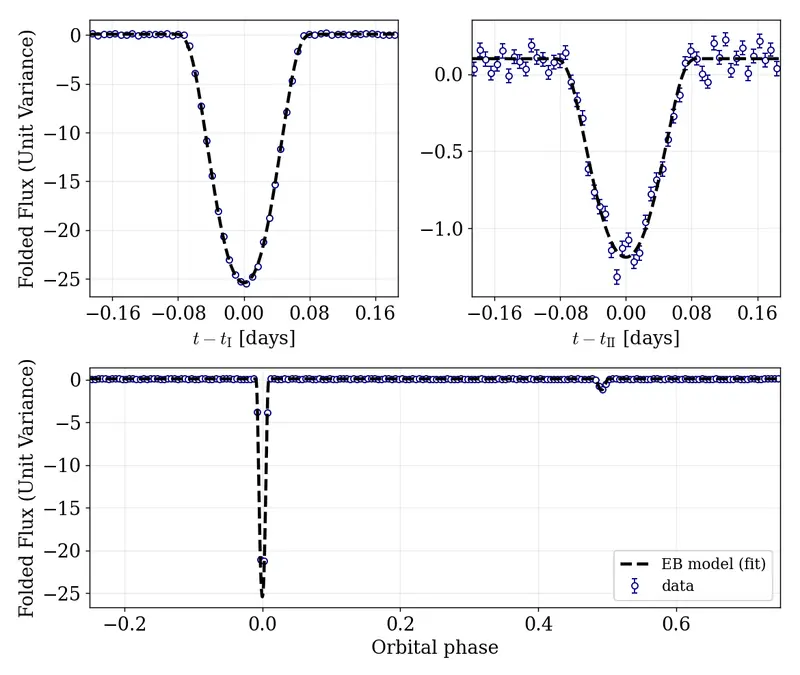 Folded Flux (Unit Variance)
0
−5
−10
−15
−20
−25
−0.16 −0.08 0.00 0.08 0.16
t − tI [days]
0.0
−0.5
−1.0
−0.16 −0.08 0.00 0.08 0.16
t − tII [days]
Folded Flux (Unit Variance)
0
−5
−10
−15
−20
−25
−0.2 0.0 0.2 0.4 0.6
Orbital phase
EB model (fit)
data